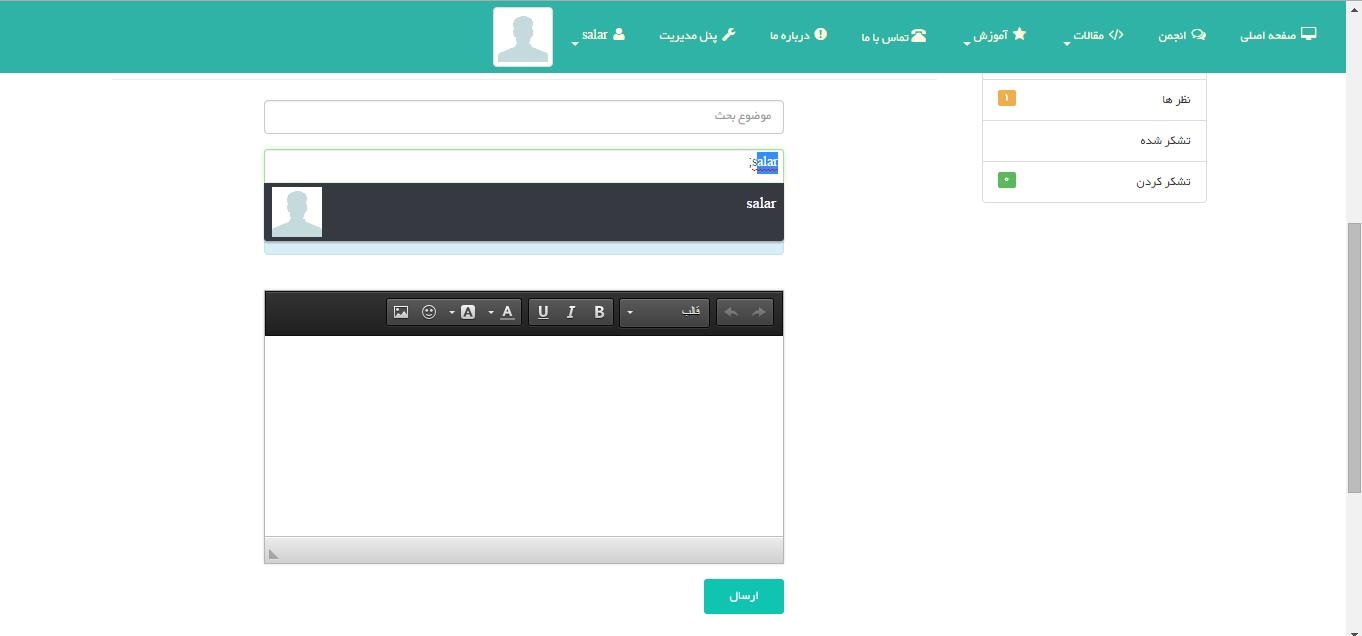 صفحه اصلی
انجمن
مقالات
آموزش
تماس با ما
درباره ما
پنل مدیریت
salar
نظر ها ۱
تشکر شده
تشکر کردن ۰
موضوع بحث
salar;
salar
قالب
B I U A A
ارسال